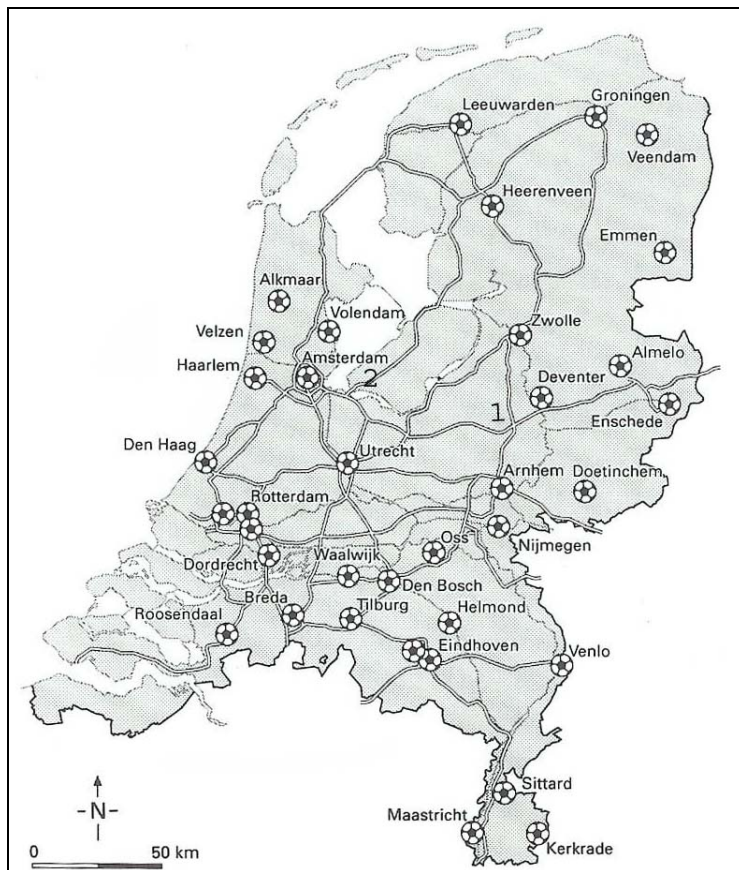 Leeuwarden
Groningen
Veendam
Heerenveen
Emmen
Alkmaar
Volendam
Velzen
Zwolle
Haarlem
Amsterdam
2
Almelo
Deventer
1
Enschede
Den Haag
Utrecht
Arnhem
Doetinchem
Rotterdam
Nijmegen
Oss
Waalwijk
Dordrecht
Den Bosch
Breda
Tilburg
Helmond
Roosendaal
Eindhoven
Venlo
-N-
Sittard
Maastricht
Kerkrade
0 50 km